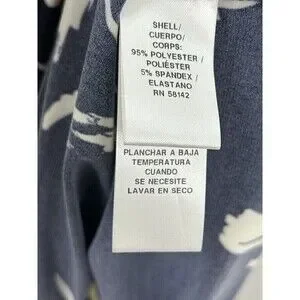 SHELL/
CUERPO/
CORPS:
95% POLYESTER /
POLIÉSTER
5% SPANDEX /
ELASTANO
RN 58142
PLANCHAR A BAJA
TEMPERATURA
CUANDO
SE NECESITE
LAVAR EN SECO